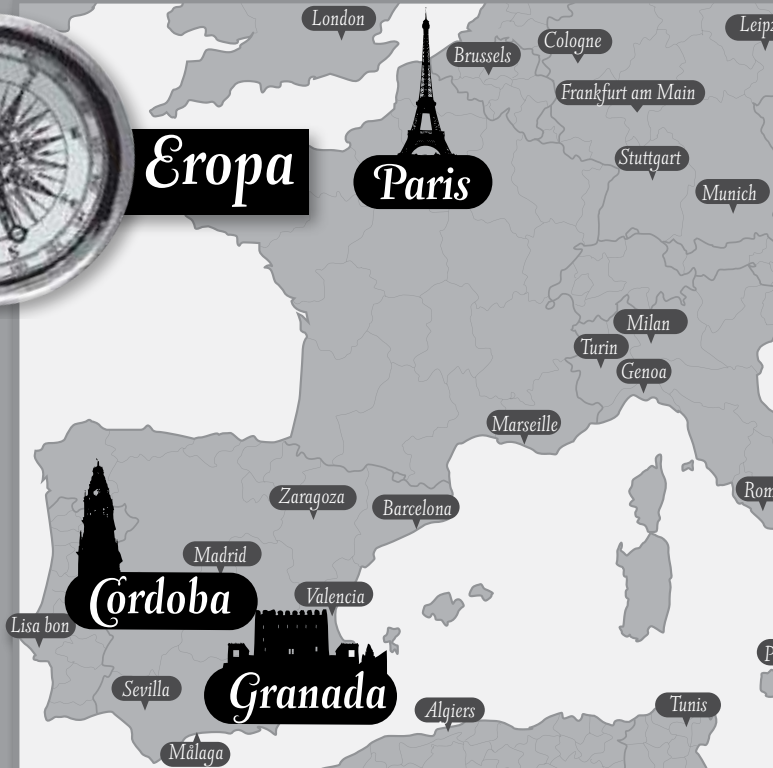 London
Brussels
Cologne
Leipz
Frankfurt am Main
Eropa
Paris
Stuttgart
Munich
S
Milan
Turin
Genoa
Marseille
Zaragoza
Barcelona
Rom
Madrid
Cordoba
Valencia
Lisa bon
Granada
Sevilla
Algiers
Tunis
Målaga
P